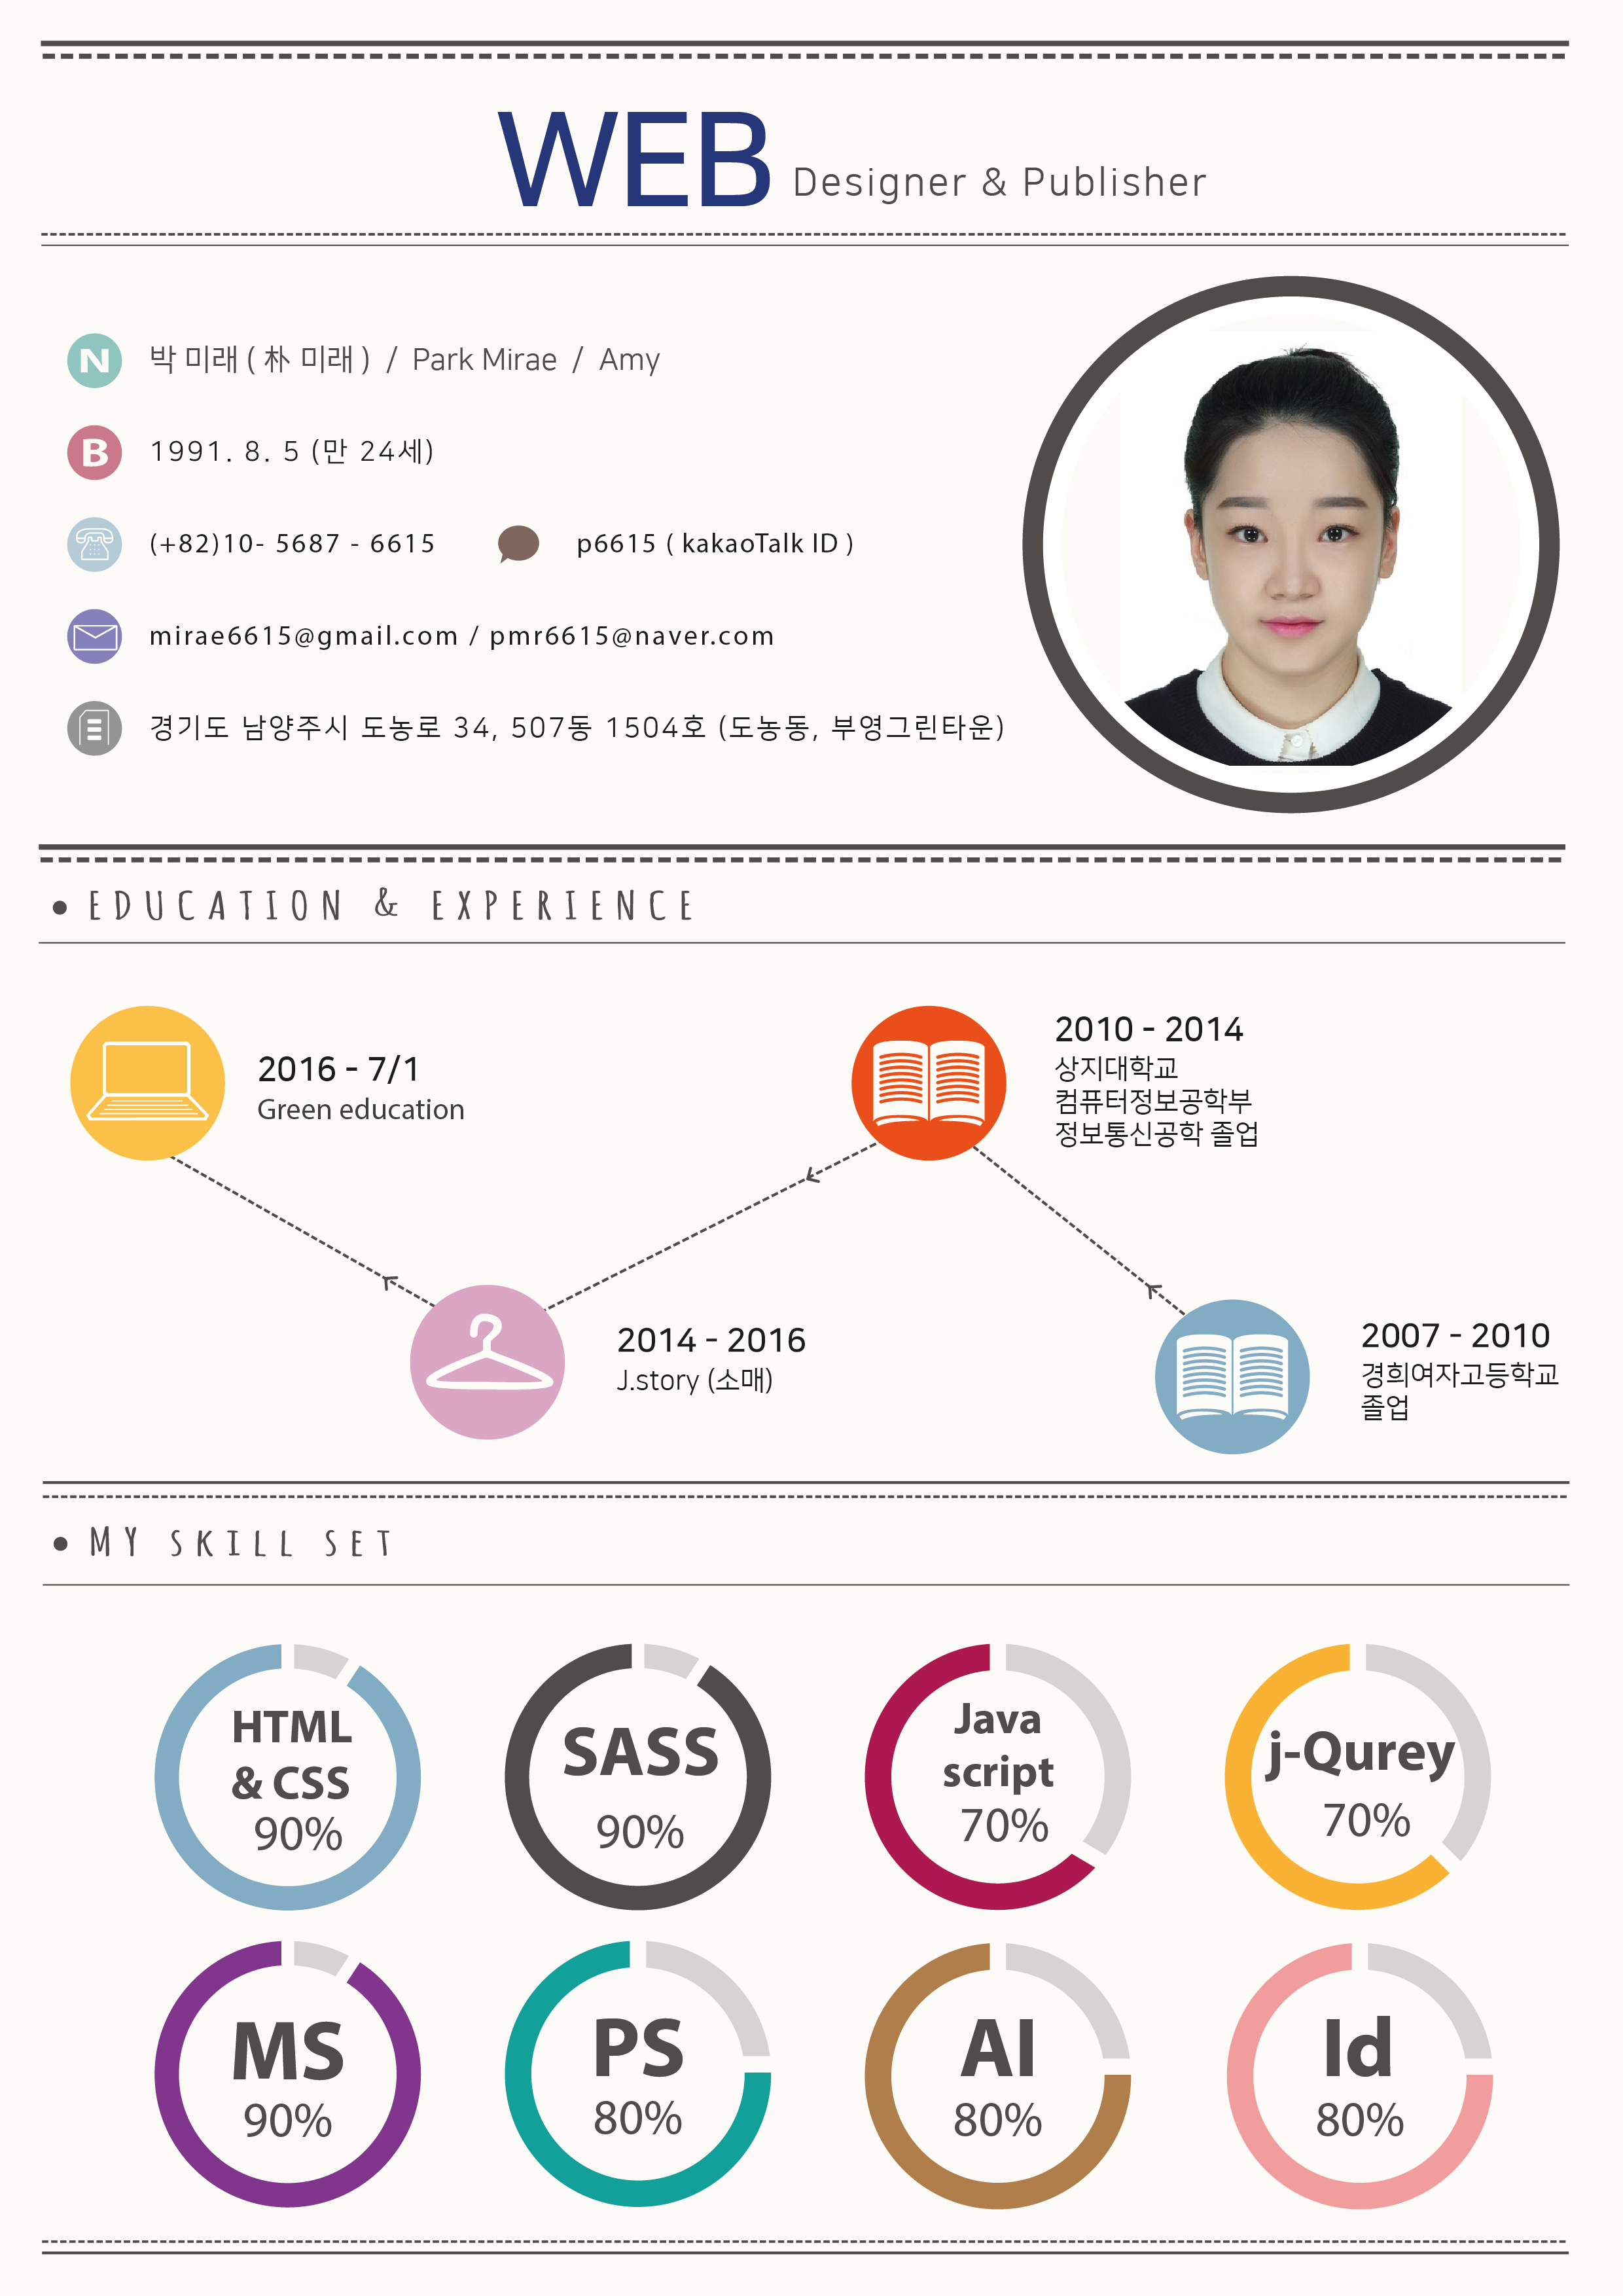 WEB Designer & Publisher
N 박 미래 ( 朴 미래 ) / Park Mirae / Amy
B 1991. 8. 5 (만 24세)
(+82)10- 5687 - 6615 p6615 ( kakaoTalk ID )
mirae6615@gmail.com / pmr6615@naver.com
경기도 남양주시 도농로 34, 507동 1504호 (도농동, 부영그린타운)
• EDUCATION & EXPERIENCE
2016 - 7/1
Green education
2010 - 2014
상지대학교
컴퓨터정보공학부
정보통신공학 졸업
2014 - 2016
J.story (소매)
2007 - 2010
경희여자고등학교
졸업
• MY SKILL SET
HTML
& CSS
90%
SASS
90%
Java
script
70%
j-Qurey
70%
MS
90%
PS
80%
AI
80%
Id
80%